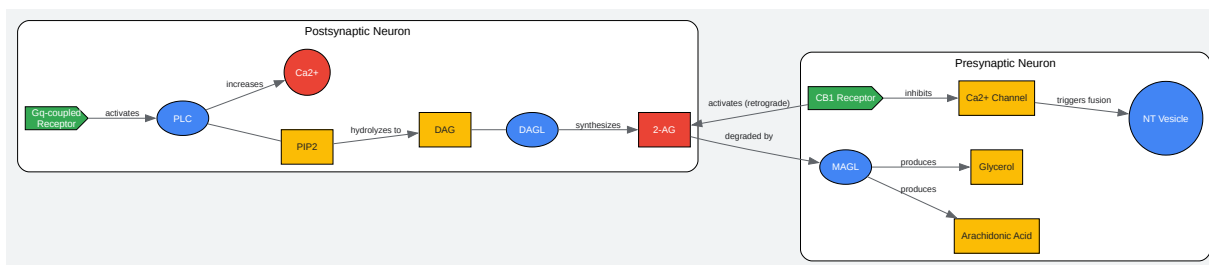 Postsynaptic Neuron
Gq-coupled
Receptor
activates
PLC
increases
Ca2+
PIP2
hydrolyzes to
DAG
DAGL
synthesizes
2-AG
activates (retrograde)
degraded by
Presynaptic Neuron
CB1 Receptor
inhibits
Ca2+ Channel
triggers fusion
NT Vesicle
MAGL
produces
Glycerol
produces
Arachidonic Acid